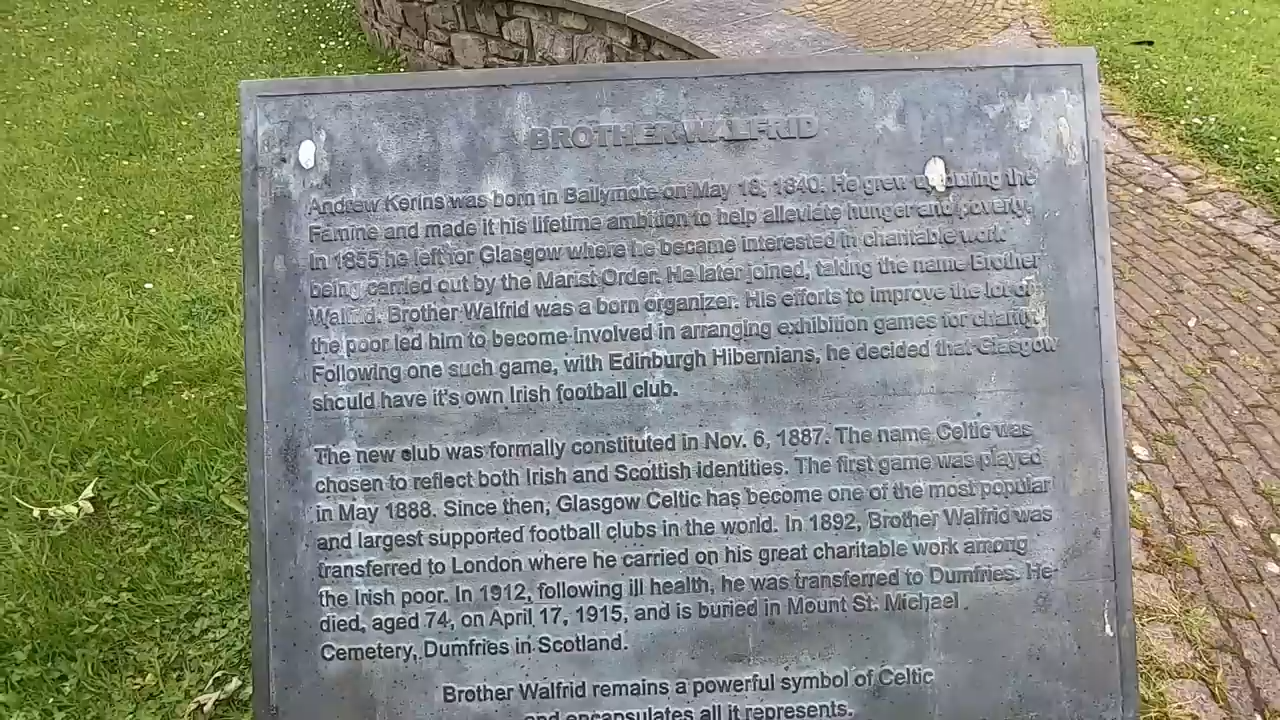 BROTHER WALFRID
Andrew Kerins was born in Ballymote on May 18, 1840. He grew up during the
Famine and made it his lifetime ambition to help alleviate hunger and poverty.
In 1855 he left for Glasgow where he became interested in charitable work
being carried out by the Marist Order. He later joined, taking the name Brother
Walfrid. Brother Walfrid was a born organizer. His efforts to improve the lot of
the poor led him to become involved in arranging exhibition games for charity.
Following one such game, with Edinburgh Hibernians, he decided that Glasgow
should have it's own Irish football club.
The new club was formally constituted in Nov. 6, 1887. The name Celtic was
chosen to reflect both Irish and Scottish identities. The first game was played
in May 1888. Since then, Glasgow Celtic has become one of the most popular
and largest supported football clubs in the world. In 1892, Brother Walfrid was
transferred to London where he carried on his great charitable work among
the Irish poor. In 1912, following ill health, he was transferred to Dumfries. He
died, aged 74, on April 17, 1915, and is buried in Mount St. Michael
Cemetery, Dumfries in Scotland.
Brother Walfrid remains a powerful symbol of Celtic
and encapsulates all it represents.